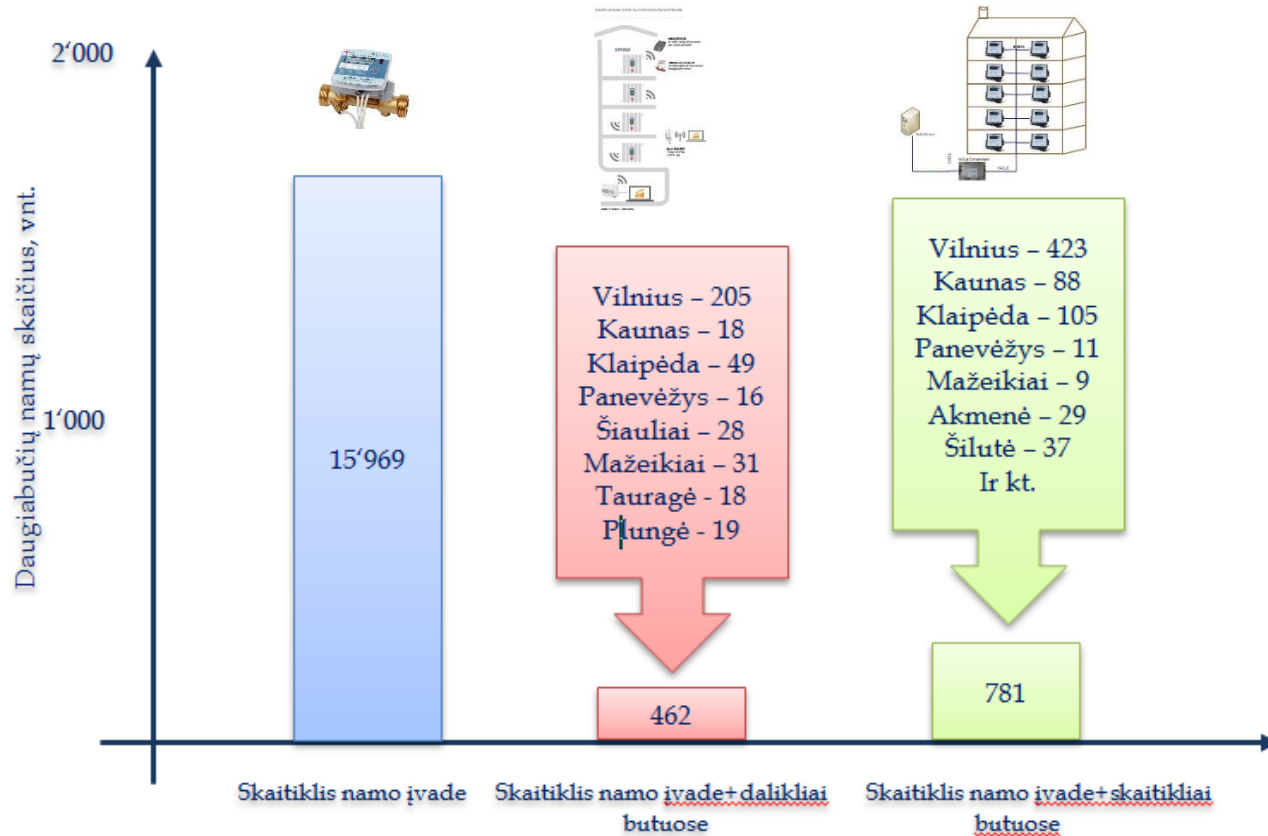 2‘000
Daugiabučių namų skaičius, vnt.
1‘000
15‘969
Vilnius – 205
Kaunas – 18
Klaipėda – 49
Panevėžys – 16
Šiauliai – 28
Mažeikiai – 31
Tauragė - 18
Plungė - 19
462
Vilnius – 423
Kaunas – 88
Klaipėda – 105
Panevėžys – 11
Mažeikiai – 9
Akmenė – 29
Šilutė – 37
Ir kt.
781
Skaitiklis namo įvade
Skaitiklis namo įvade+dalikliai
butuose
Skaitiklis namo įvade+skaitikliai
butuose